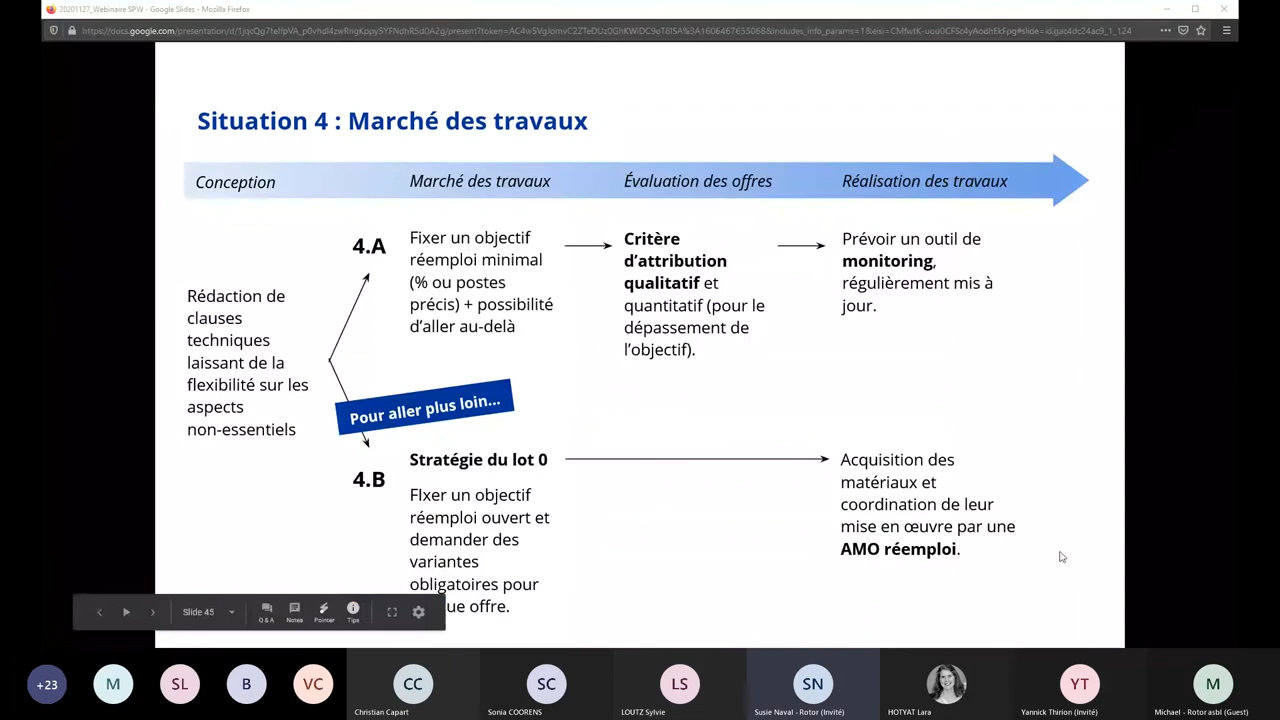 20201127_Webinaire SPW - Google Slides - Mozilla Firefox
Situation 4 : Marché des travaux
Conception
Marché des travaux
Évaluation des offres
Réalisation des travaux
Rédaction de
clauses
techniques
laissant de la
flexibilité sur les
aspects
non-essentiels
4.A
Fixer un objectif
réemploi minimal
(% ou postes
précis) + possibilité
d'aller au-delà
Critère
d'attribution
qualitatif et
quantitatif (pour le
dépassement de
l'objectif).
Prévoir un outil de
monitoring,
régulièrement mis à
jour.
Pour aller plus loin...
4.B
Stratégie du lot 0
FIxer un objectif
réemploi ouvert et
demander des
variantes
obligatoires pour
ue offre.
Acquisition des
matériaux et
coordination de leur
mise en œuvre par une
AMO réemploi.
Slide 45
Q & A
Notes
Pointer
Tips
+23
M
SL
B
VC
CC
SC
LS
SN
YT
M
Christian Capart
Sonia COORENS
LOUTZ Sylvie
Susie Naval - Rotor (Invité)
HOTYAT Lara
Yannick Thirion (Invité)
Michael - Rotor asbl (Guest)